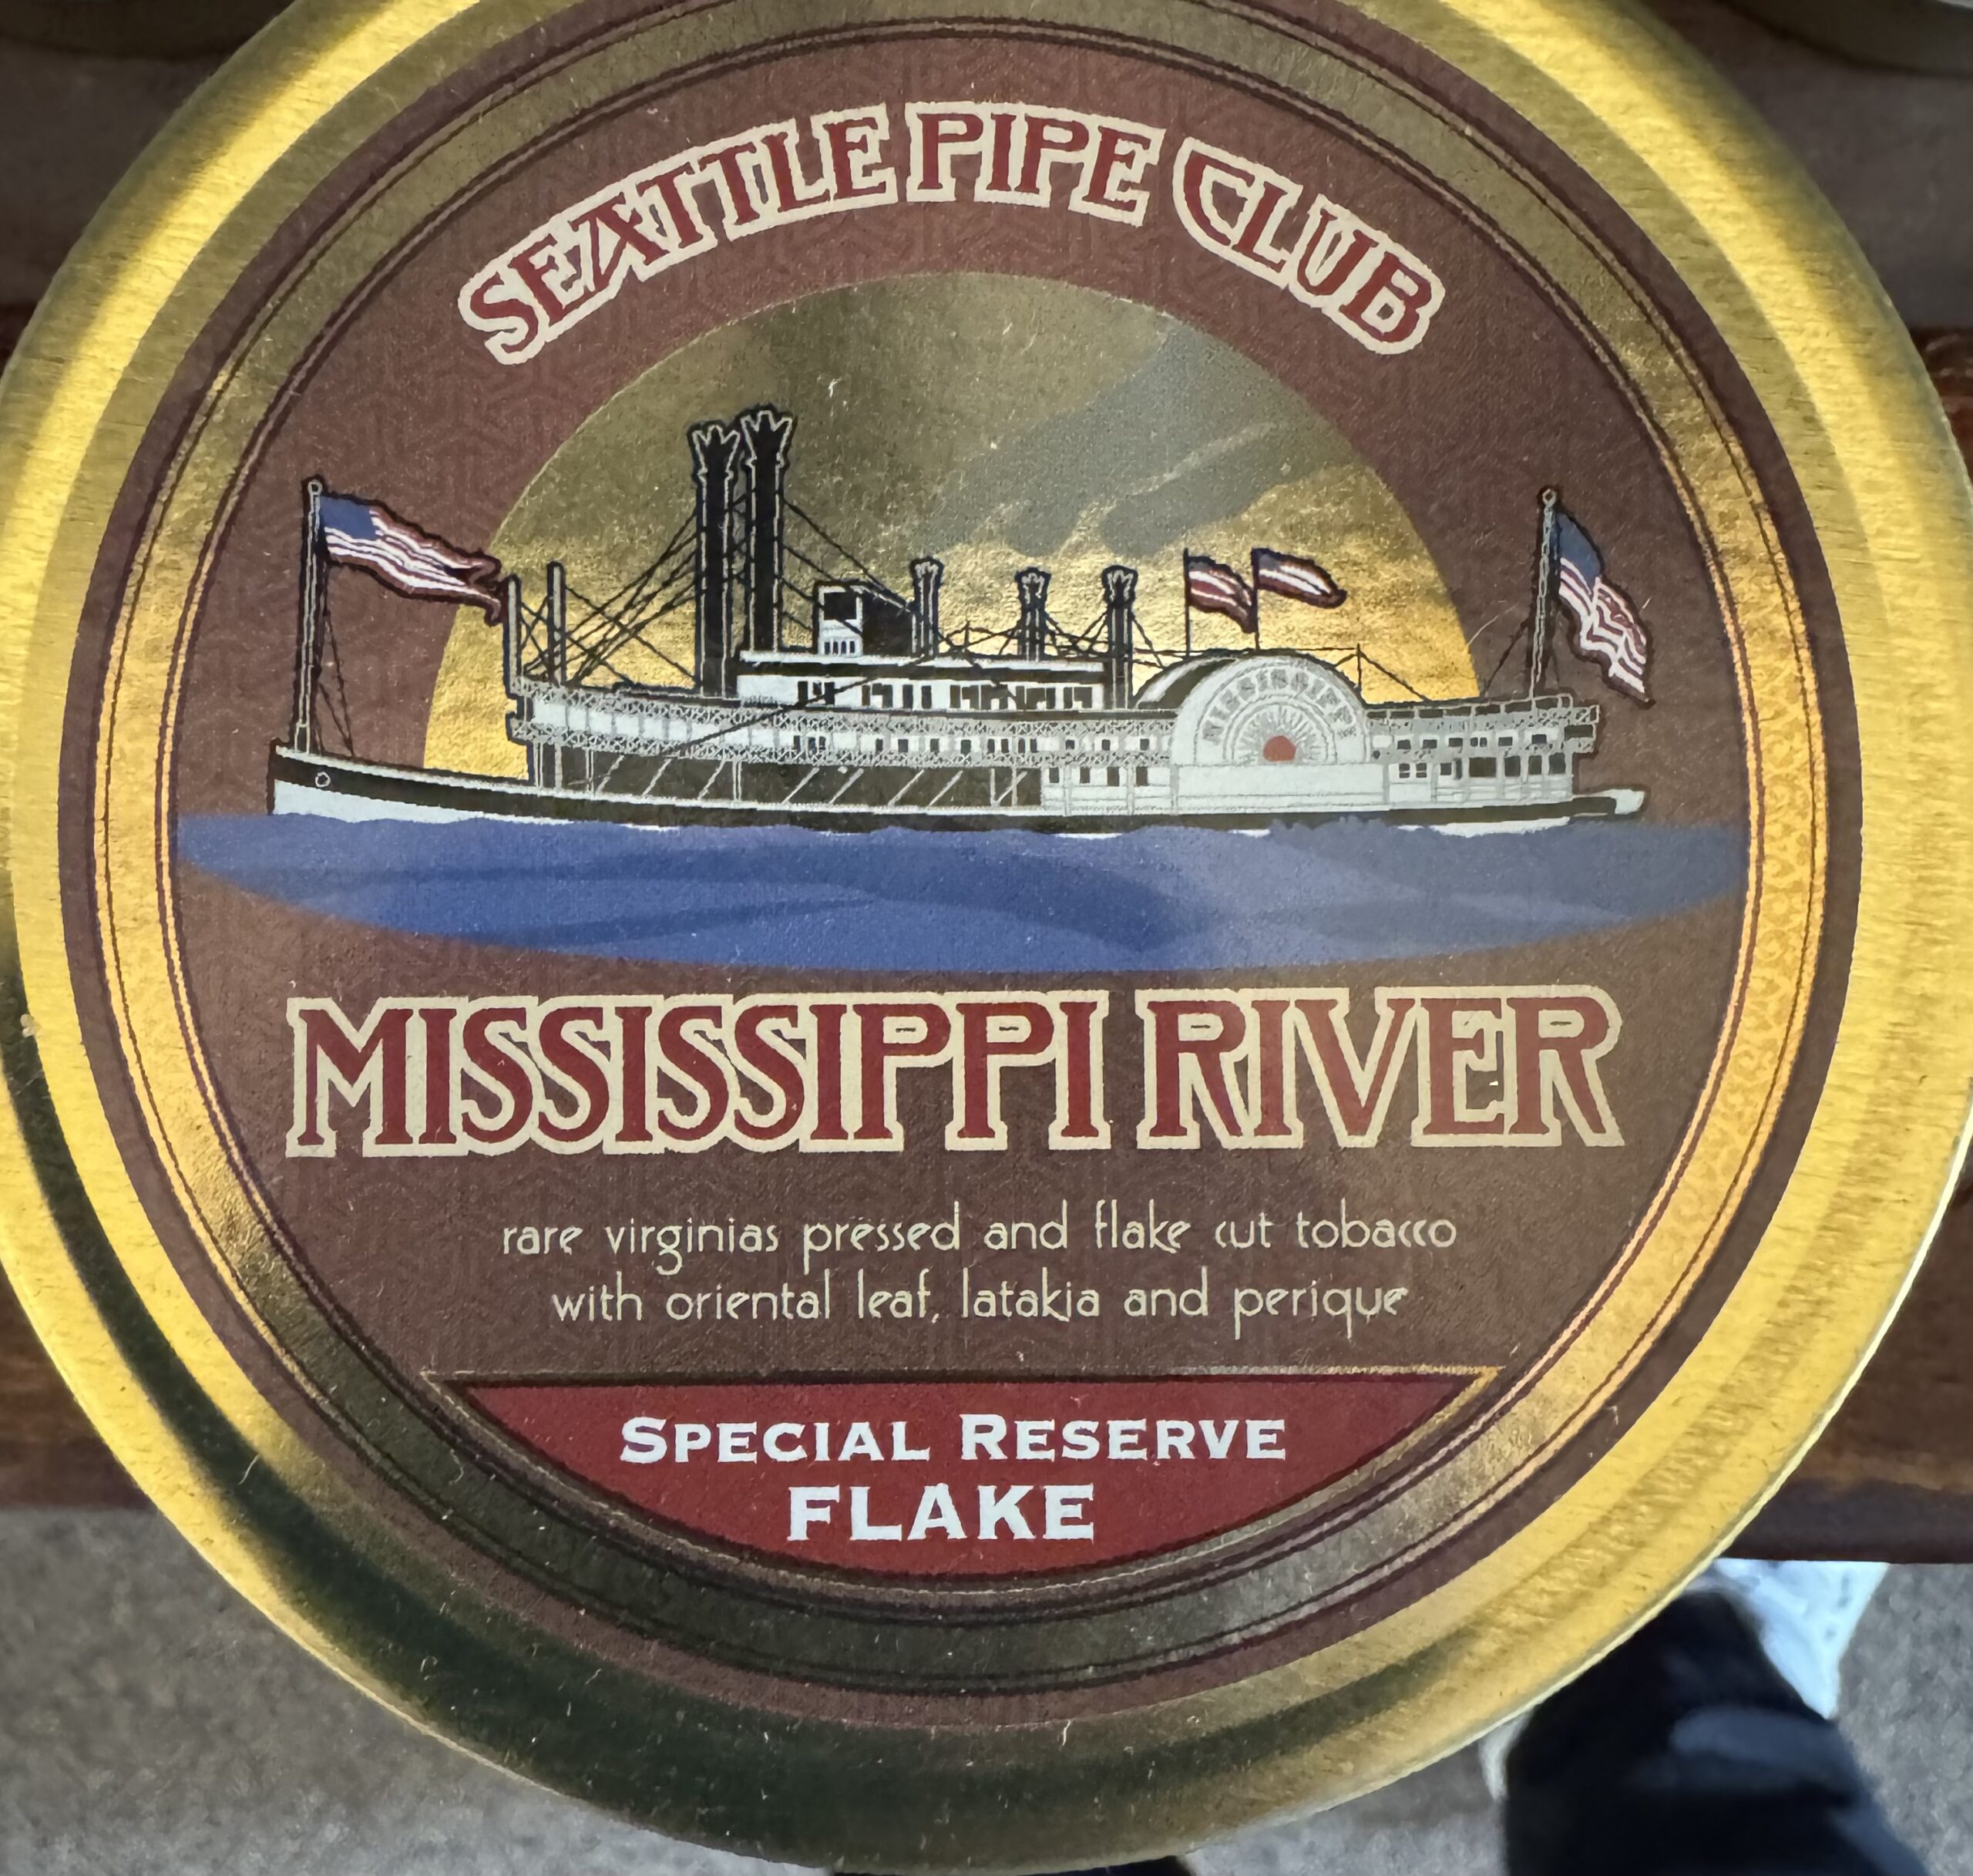 SEATTLE PIPE CLUB
MISSISSIPPI
MISSISSIPPI RIVER
rare virginias pressed and flake cut tobacco
with oriental leaf, latakia and perique
SPECIAL RESERVE
FLAKE